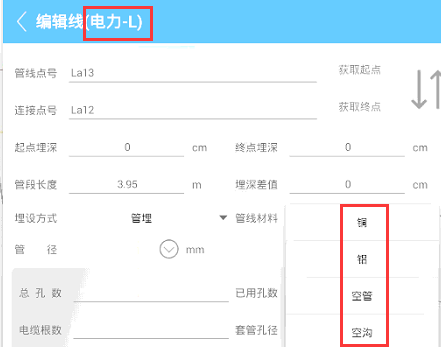 编辑线(电力-L)
管线点号 La13 获取起点
连接点号 La12 获取终点
起点埋深 0 cm 终点埋深 0 cm
管段长度 3.95 m 埋深差值 0 cm
埋设方式 管埋 管线材料 铜
管 径 mm 铝
总 孔 数 已用孔数 空管
电缆根数 套管孔径 空沟